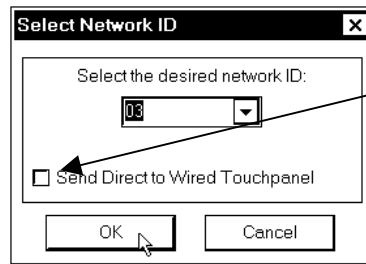 Select Network ID
Select the desired network ID:
03
Send Direct to Wired Touchpanel
OK
Cancel